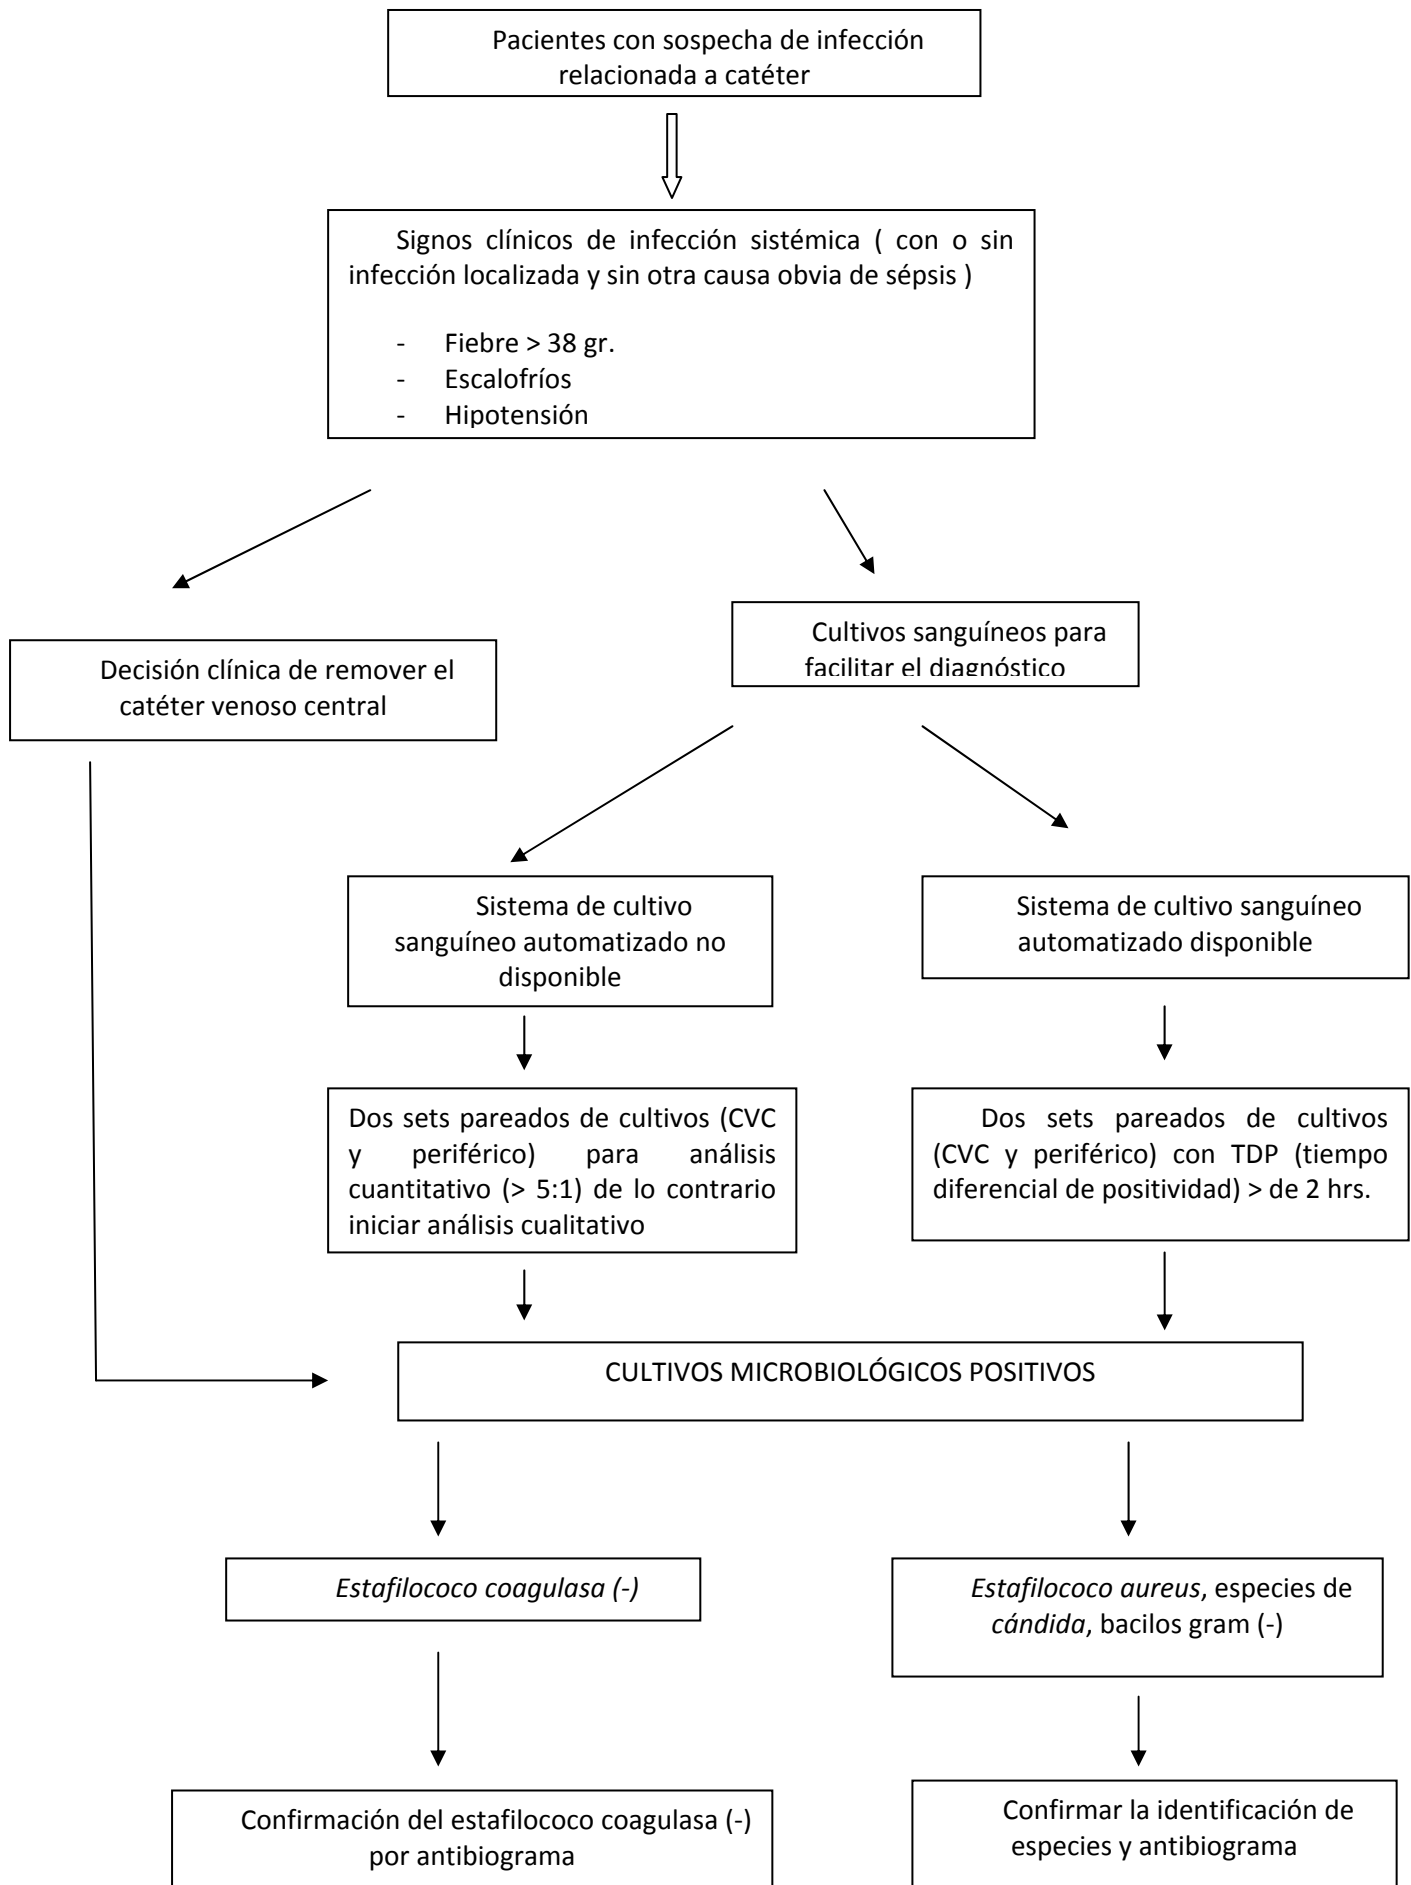 Pacientes con sospecha de infección
relacionada a catéter
Signos clínicos de infección sistémica ( con o sin
infección localizada y sin otra causa obvia de sépsis )
- Fiebre > 38 gr.
- Escalofríos
- Hipotensión
Decisión clínica de remover el
catéter venoso central
Cultivos sanguíneos para
facilitar el diagnóstico
Sistema de cultivo
sanguíneo automatizado no
disponible
Sistema de cultivo sanguíneo
automatizado disponible
Dos sets pareados de cultivos (CVC
y periférico) para análisis
cuantitativo (> 5:1) de lo contrario
iniciar análisis cualitativo
Dos sets pareados de cultivos
(CVC y periférico) con TDP (tiempo
diferencial de positividad) > de 2 hrs.
CULTIVOS MICROBIOLÓGICOS POSITIVOS
Estafilococo coagulasa (-)
Estafilococo aureus, especies de
cándida, bacilos gram (-)
Confirmación del estafilococo coagulasa (-)
por antibiograma
Confirmar la identificación de
especies y antibiograma